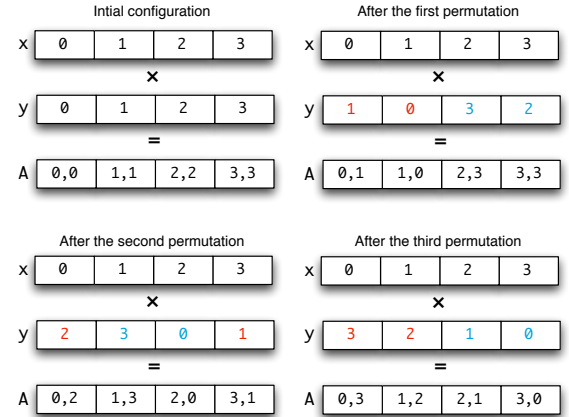 Intial configuration
x 0 1 2 3
×
y 0 1 2 3
=
A 0,0 1,1 2,2 3,3
After the first permutation
x 0 1 2 3
×
y 1 0 3 2
=
A 0,1 1,0 2,3 3,3
After the second permutation
x 0 1 2 3
×
y 2 3 0 1
=
A 0,2 1,3 2,0 3,1
After the third permutation
x 0 1 2 3
×
y 3 2 1 0
=
A 0,3 1,2 2,1 3,0